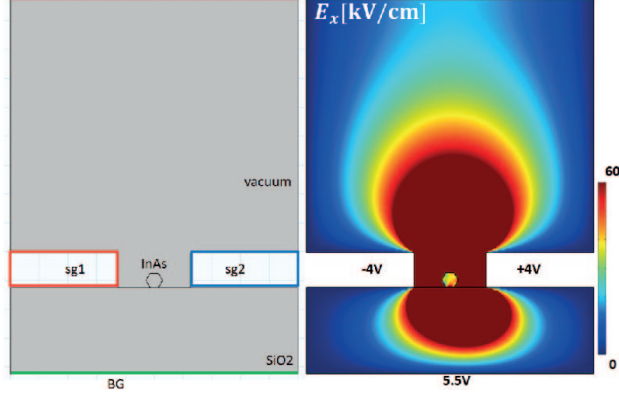 E_x[kV/cm]
vacuum
60
InAs
sg1
sg2
-4V
+4V
SiO2
0
BG
5.5V